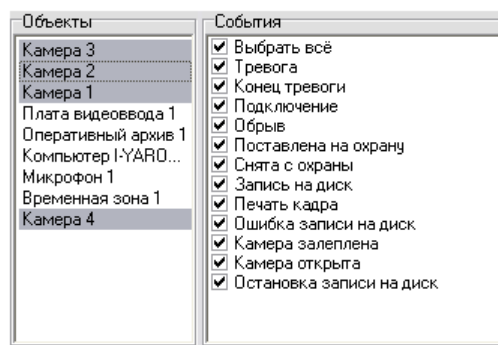 Объекты
Камера 3
Камера 2
Камера 1
Плата видеоввода 1
Оперативный архив 1
Компьютер I-YARO...
Микрофон 1
Временная зона 1
Камера 4
События
Выбрать всё
Тревога
Конец тревоги
Подключение
Обрыв
Поставлена на охрану
Снята с охраны
Запись на диск
Печать кадра
Ошибка записи на диск
Камера залеплена
Камера открыта
Остановка записи на диск